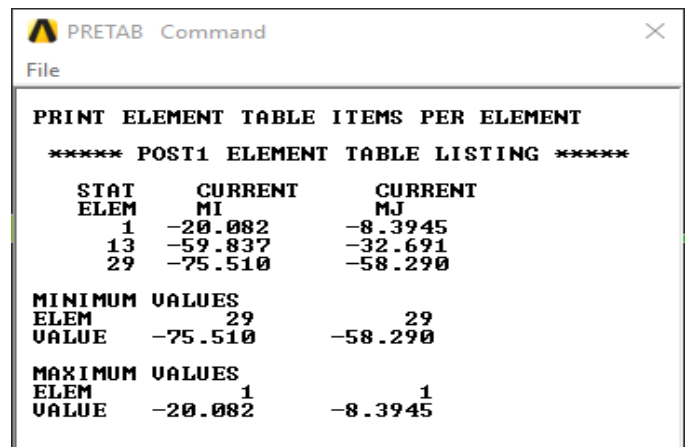 PRETAB Command
File
PRINT ELEMENT TABLE ITEMS PER ELEMENT
***** POST1 ELEMENT TABLE LISTING *****
STAT CURRENT CURRENT
ELEM MI MJ
1 -20.082 -8.3945
13 -59.837 -32.691
29 -75.510 -58.290
MINIMUM VALUES
ELEM 29 29
VALUE -75.510 -58.290
MAXIMUM VALUES
ELEM 1 1
VALUE -20.082 -8.3945